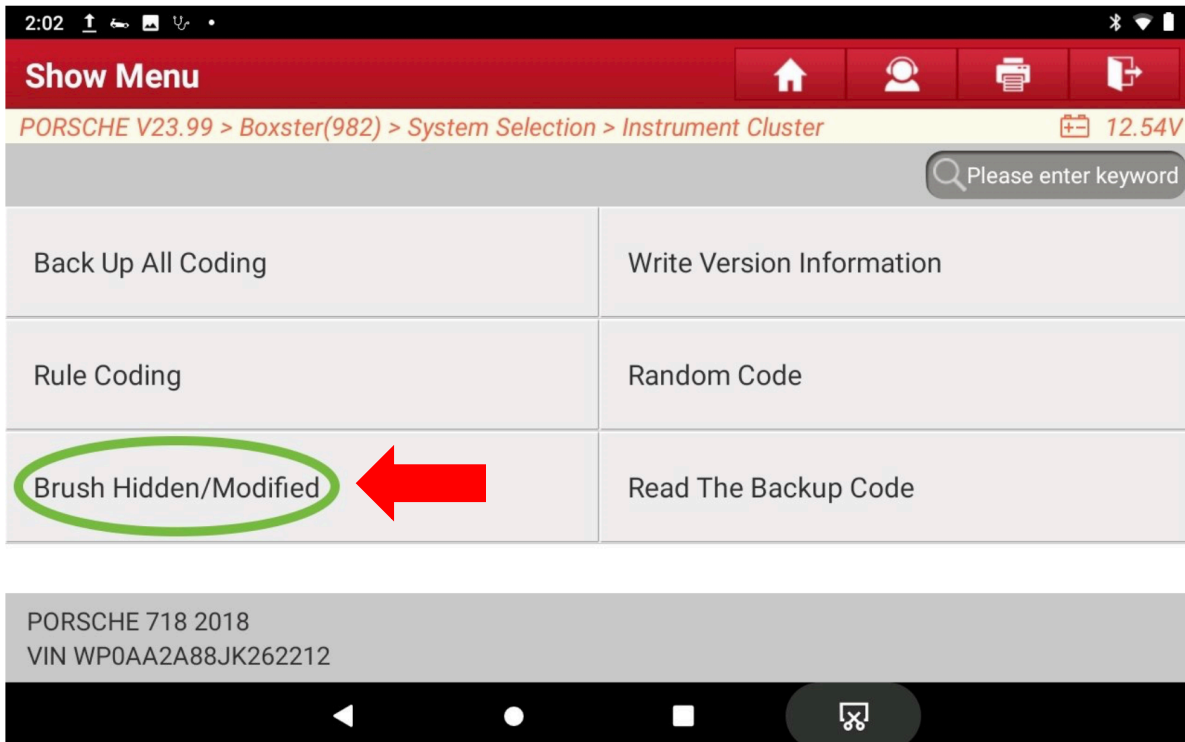 2:02
Show Menu
PORSCHE V23.99 > Boxster(982) > System Selection > Instrument Cluster 12.54V
Please enter keyword
Back Up All Coding
Write Version Information
Rule Coding
Random Code
Brush Hidden/Modified
Read The Backup Code
PORSCHE 718 2018
VIN WP0AA2A88JK262212